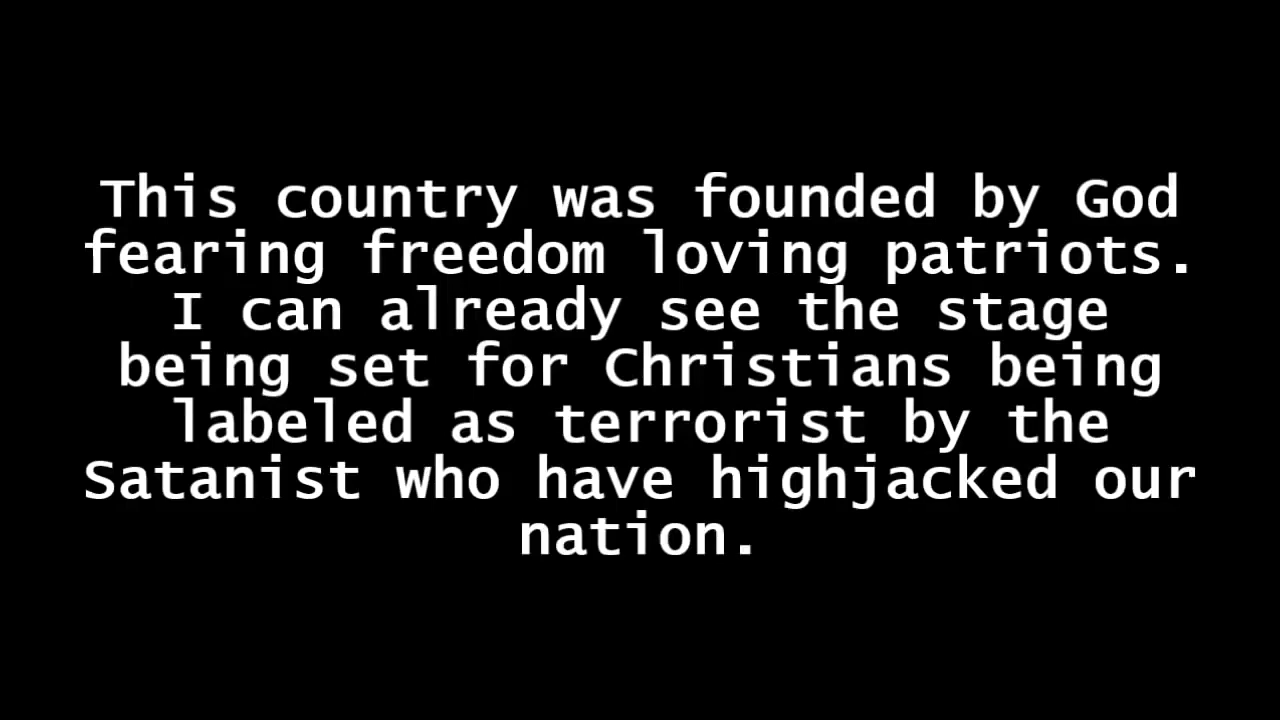 This country was founded by God
fearing freedom loving patriots.
I can already see the stage
being set for Christians being
labeled as terrorist by the
Satanist who have highjacked our
nation.